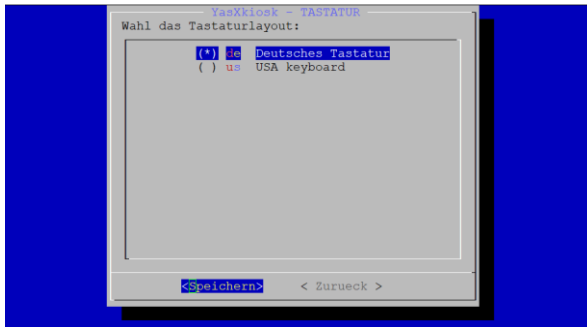 YasXkiosk - TASTATUR
Wahl das Tastaturlayout:
(*) de Deutsches Tastatur
( ) us USA keyboard
<Speichern> < Zurueck >